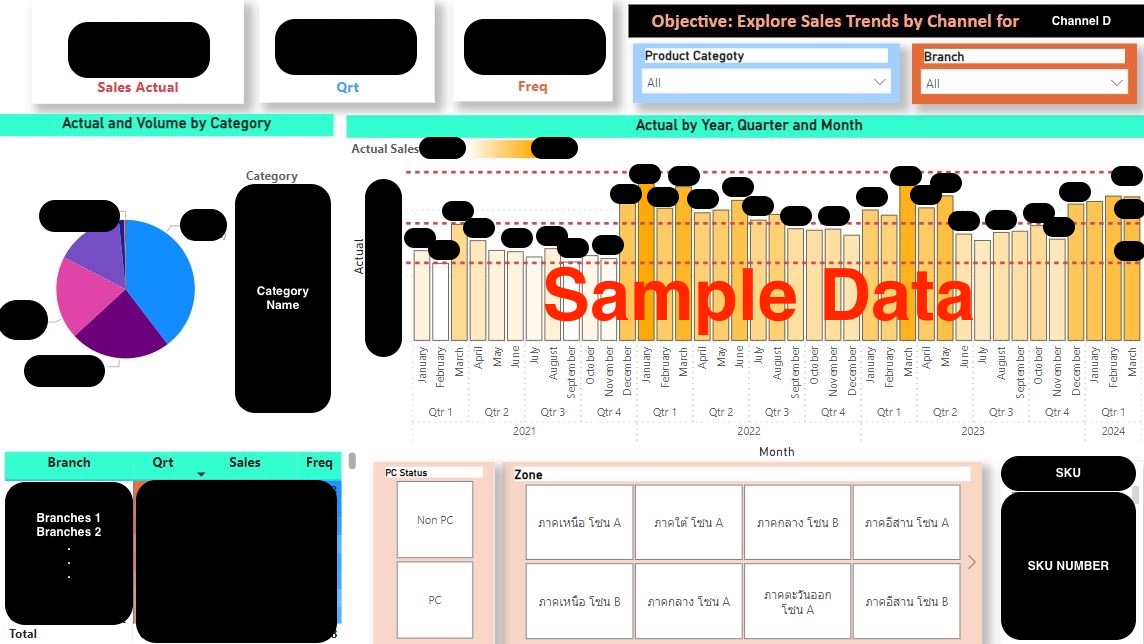 Objective: Explore Sales Trends by Channel for Channel D
Sales Actual
Qrt
Freq
Product Categoty
All
Branch
All
Actual and Volume by Category
Category
Category
Name
Actual by Year, Quarter and Month
Actual Sales
Actual
Sample Data
January February March April May June July August September October November December January February March April May June July August September October November December January February March April May June July August September October November December January February March
Qtr 1 Qtr 2 Qtr 3 Qtr 4 Qtr 1 Qtr 2 Qtr 3 Qtr 4 Qtr 1 Qtr 2 Qtr 3 Qtr 4 Qtr 1
2021 2022 2023 2024
Month
Branch Qrt Sales Freq
Branches 1
Branches 2
.
.
.
Total
PC Status
Non PC
PC
Zone
ภาคเหนือ โซน A
ภาคใต้ โซน A
ภาคกลาง โซน B
ภาคอีสาน โซน A
ภาคเหนือ โซน B
ภาคกลาง โซน A
ภาคตะวันออก
โซน A
ภาคอีสาน โซน B
SKU
SKU NUMBER